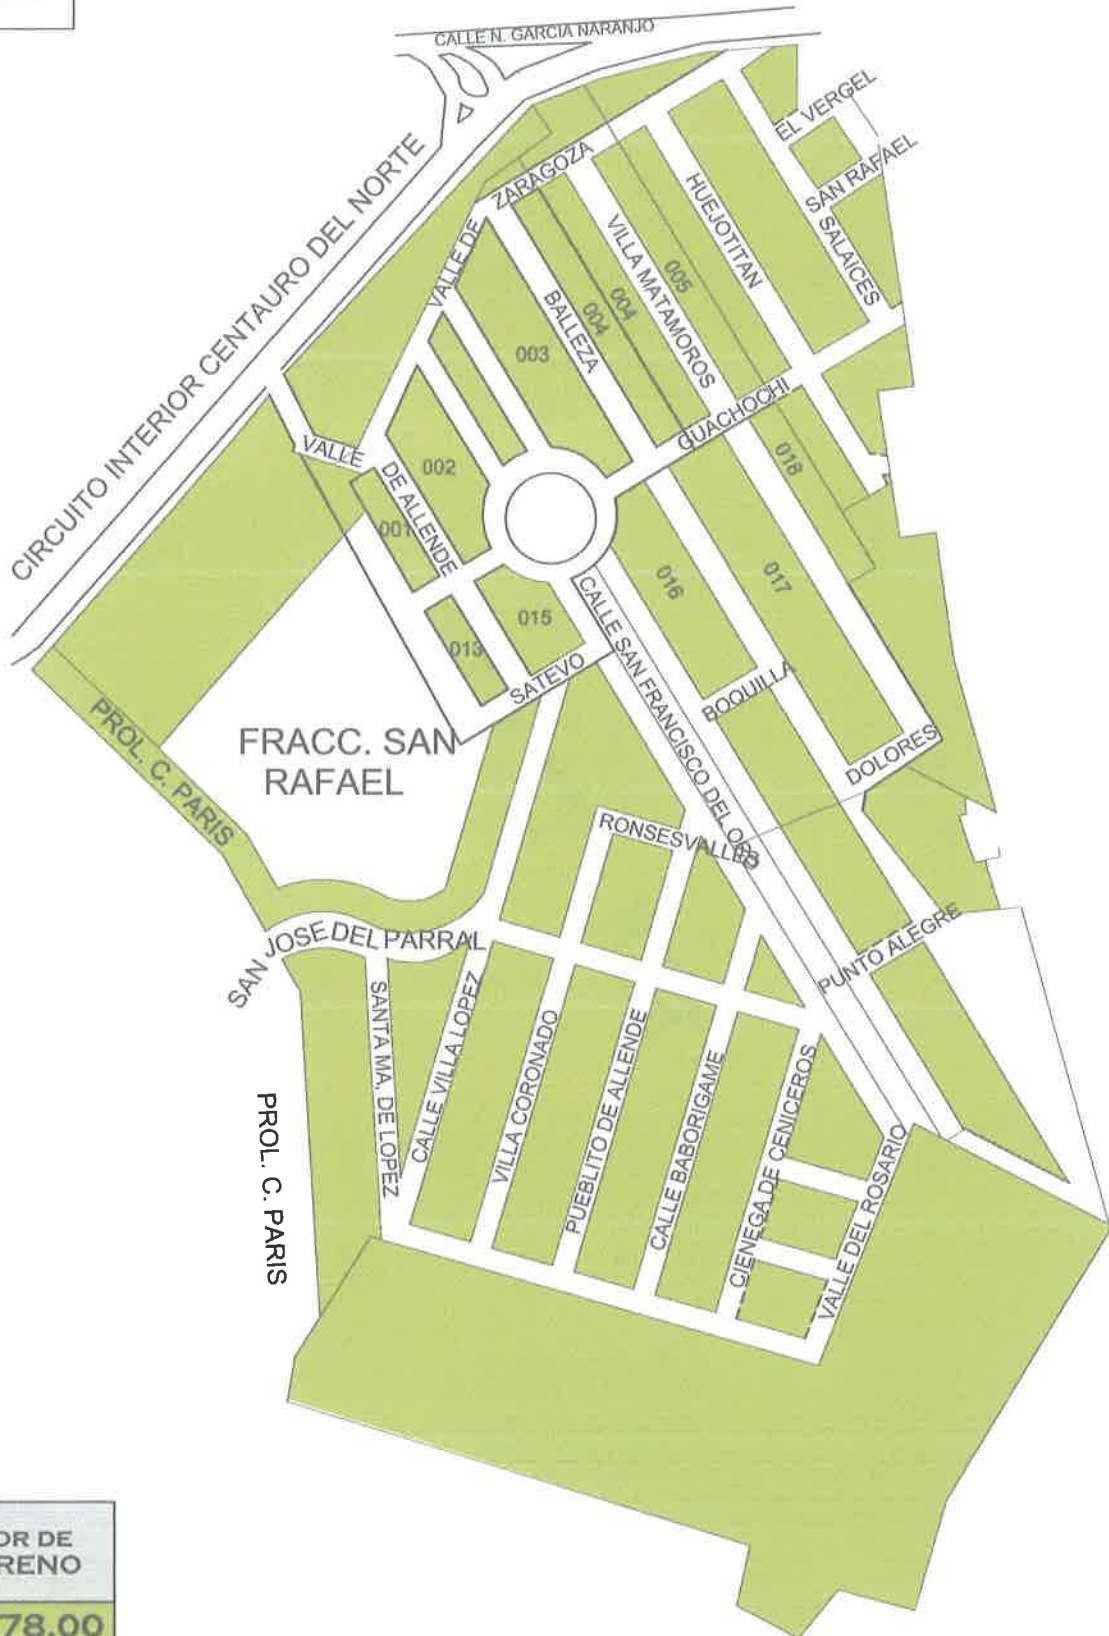 CALLE N. GARCIA NARANJO
CIRCUITO INTERIOR CENTAURO DEL NORTE
EL VERGEL
SAN RAFAEL
SALAICES
ZARAGOZA
VALLE DE
HUEJOTITAN
VILLA MATAMOROS
005
004
004
BALLEZA
003
GUACHOCHI
018
VALLE
DE ALLENDE
002
001
016
017
015
013
SATEVO
CALLE SAN FRANCISCO DEL ORO
BOQUILLA
DOLORES
FRACC. SAN
RAFAEL
PROL. C. PARIS
RONSESVALLES
PUNTO ALEGRE
SAN JOSE DEL PARRAL
SANTA MA. DE LOPEZ
CALLE VILLA LOPEZ
VILLA CORONADO
PUEBLITO DE ALLENDE
CALLE BABORIGAME
CIENEGA DE CENICEROS
VALLE DEL ROSARIO
PROL. C. PARIS
OR DE
RENO
78.00